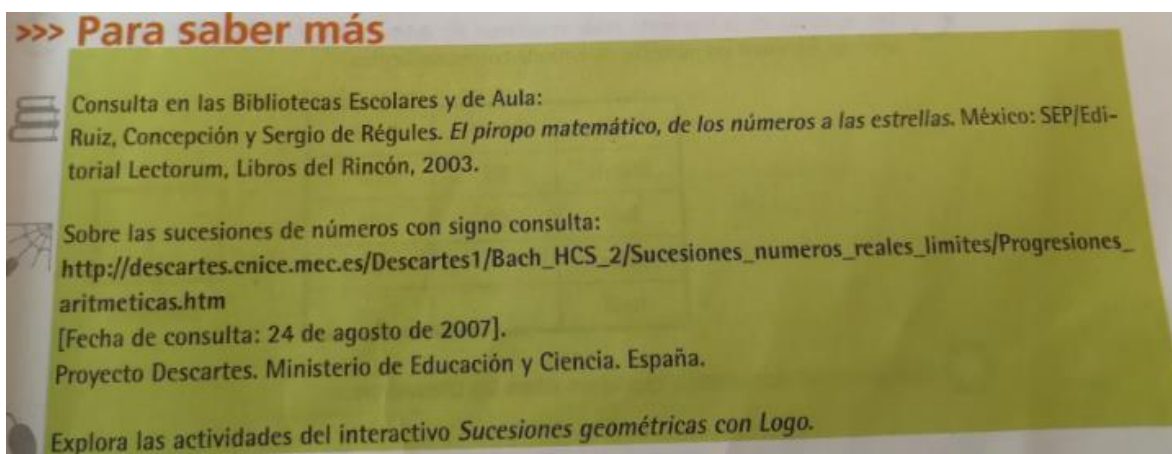 >>> Para saber más
Consulta en las Bibliotecas Escolares y de Aula:
Ruiz, Concepción y Sergio de Régules. El piropo matemático, de los números a las estrellas. México: SEP/Edi-
torial Lectorum, Libros del Rincón, 2003.
Sobre las sucesiones de números con signo consulta:
http://descartes.cnice.mec.es/Descartes1/Bach_HCS_2/Sucesiones_numeros_reales_limites/Progresiones_
aritmeticas.htm
[Fecha de consulta: 24 de agosto de 2007].
Proyecto Descartes. Ministerio de Educación y Ciencia. España.
Explora las actividades del interactivo Sucesiones geométricas con Logo.